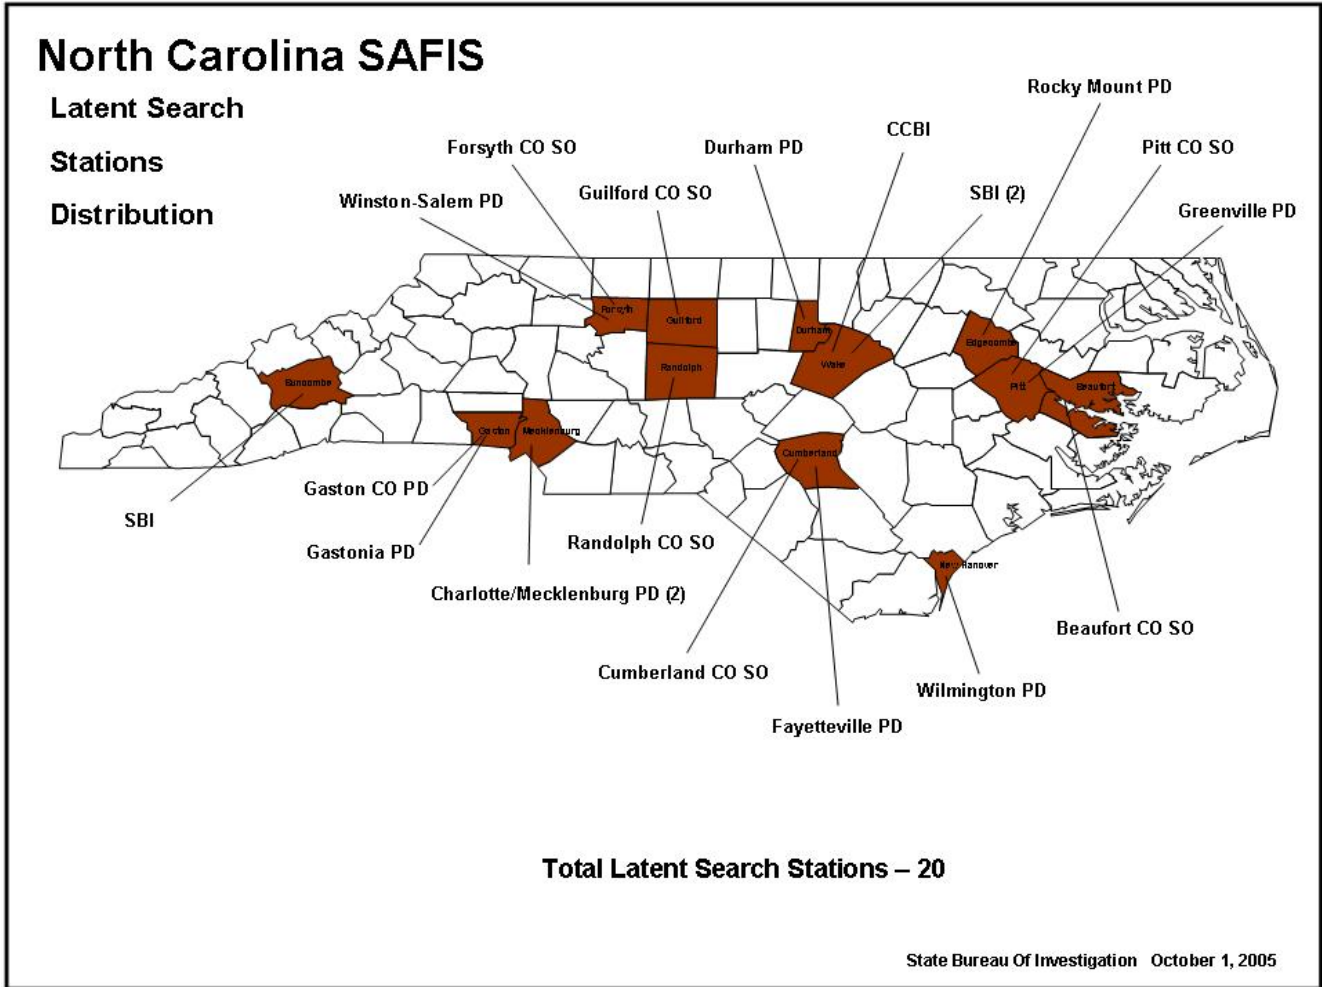 North Carolina SAFIS
Latent Search
Stations
Distribution
Rocky Mount PD
CCBI
Forsyth CO SO
Durham PD
Pitt CO SO
Winston-Salem PD
Guilford CO SO
SBI (2)
Greenville PD
Forsyth
Guilford
Durham
Edgecombe
Wake
Randolph
Buncombe
Pitt
Beaufort
Gaston
Mecklenburg
Cumberland
Gaston CO PD
SBI
Gastonia PD
Randolph CO SO
New Hanover
Charlotte/Mecklenburg PD (2)
Beaufort CO SO
Cumberland CO SO
Wilmington PD
Fayetteville PD
Total Latent Search Stations – 20
State Bureau Of Investigation October 1, 2005